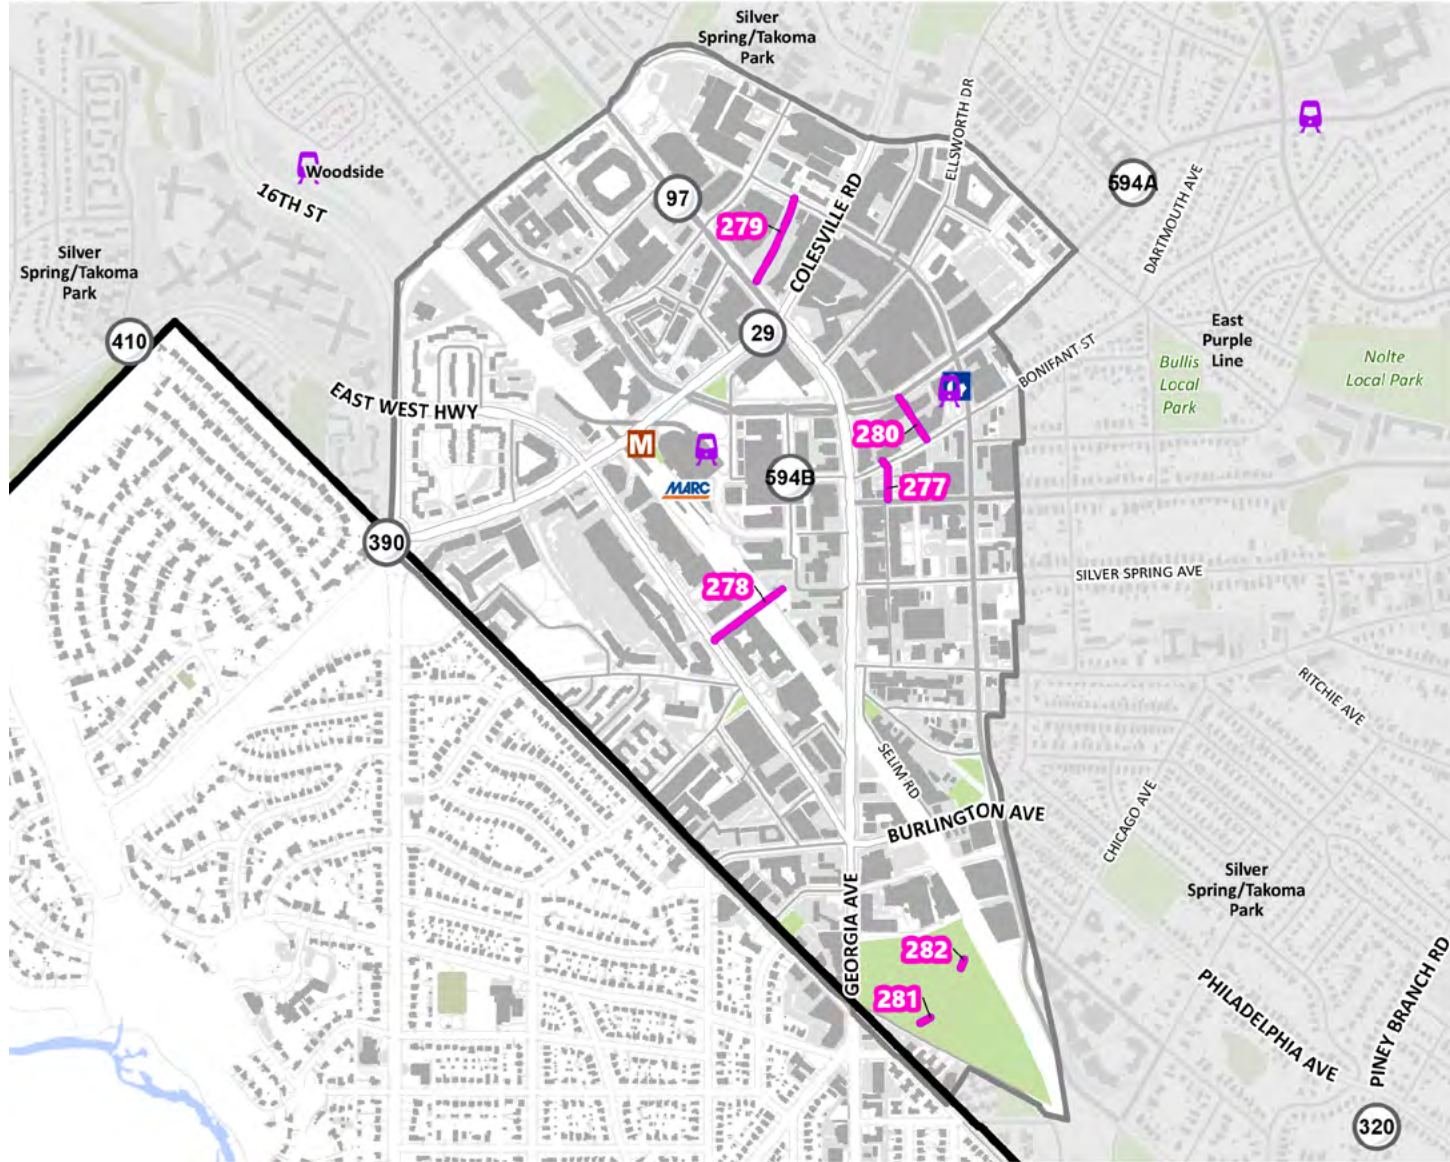 Silver
Spring/Takoma
Park
ELLSWORTH DR
Woodside
16TH ST
594A
97
279
COLESVILLE RD
DARTMOUTH AVE
Silver
Spring/Takoma
Park
410
29
East
Purple
Line
BONIFANT ST
Bullis
Local
Park
Nolte
Local Park
EAST WEST HWY
280
M
594B
277
MARC
390
278
SILVER SPRING AVE
RITCHIE AVE
SELIM RD
BURLINGTON AVE
CHICAGO AVE
Silver
Spring/Takoma
Park
GEORGIA AVE
282
281
PHILADELPHIA AVE
PINEY BRANCH RD
320